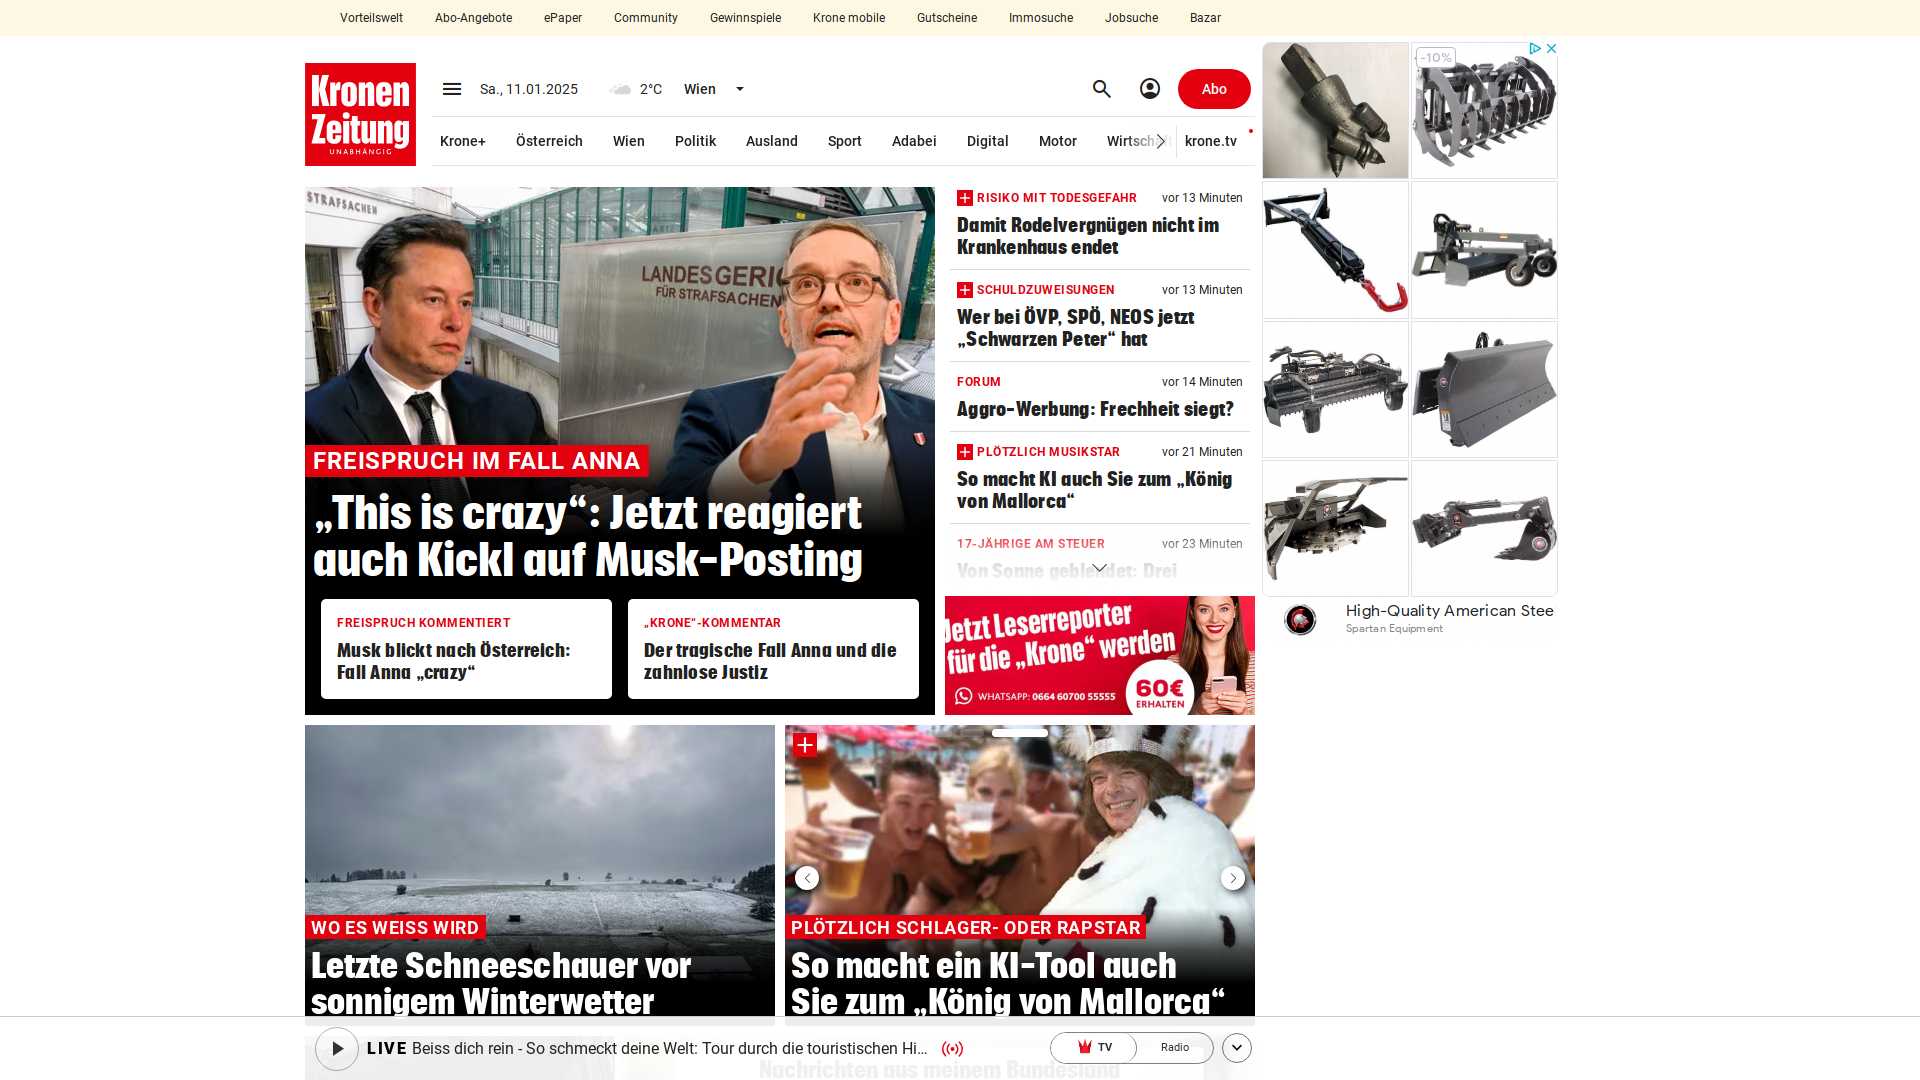 Vorteilswelt
Abo-Angebote
ePaper
Community
Gewinnspiele
Krone mobile
Gutscheine
Immosuche
Jobsuche
Bazar
Kronen
Zeitung
UNABHÄNGIG
Sa., 11.01.2025
2°C
Wien
Abo
Krone+
Österreich
Wien
Politik
Ausland
Sport
Adabei
Digital
Motor
krone.tv
STRAFSACHEN
LANDESGERIC
FÜR STRAFSACHEN
FREISPRUCH IM FALL ANNA
„This is crazy“: Jetzt reagiert
auch Kickl auf Musk-Posting
FREISPRUCH KOMMENTIERT
Musk blickt nach Österreich:
Fall Anna „crazy“
„KRONE“-KOMMENTAR
Der tragische Fall Anna und die
zahnlose Justiz
RISIKO MIT TODESGEFAHR
vor 13 Minuten
Damit Rodelvergnügen nicht im
Krankenhaus endet
SCHULDZUWEISUNGEN
vor 13 Minuten
Wer bei ÖVP, SPÖ, NEOS jetzt
„Schwarzen Peter“ hat
FORUM
vor 14 Minuten
Aggro-Werbung: Frechheit siegt?
PLÖTZLICH MUSIKSTAR
vor 21 Minuten
So macht KI auch Sie zum „König
von Mallorca“
17-JÄHRIGE AM STEUER
vor 23 Minuten
Von Sonne geblendet: Drei
Jetzt Leserreporter
für die „Krone“ werden
WHATSAPP: 0664 60700 55555
60€
ERHALTEN
-10%
High-Quality American Stee
Spartan Equipment
WO ES WEISS WIRD
Letzte Schneeschauer vor
sonnigem Winterwetter
PLÖTZLICH SCHLAGER- ODER RAPSTAR
So macht ein KI-Tool auch
Sie zum „König von Mallorca“
LIVE Beiss dich rein - So schmeckt deine Welt: Tour durch die touristischen Hi...
TV
Radio
Nachrichten aus meinem Bundesland